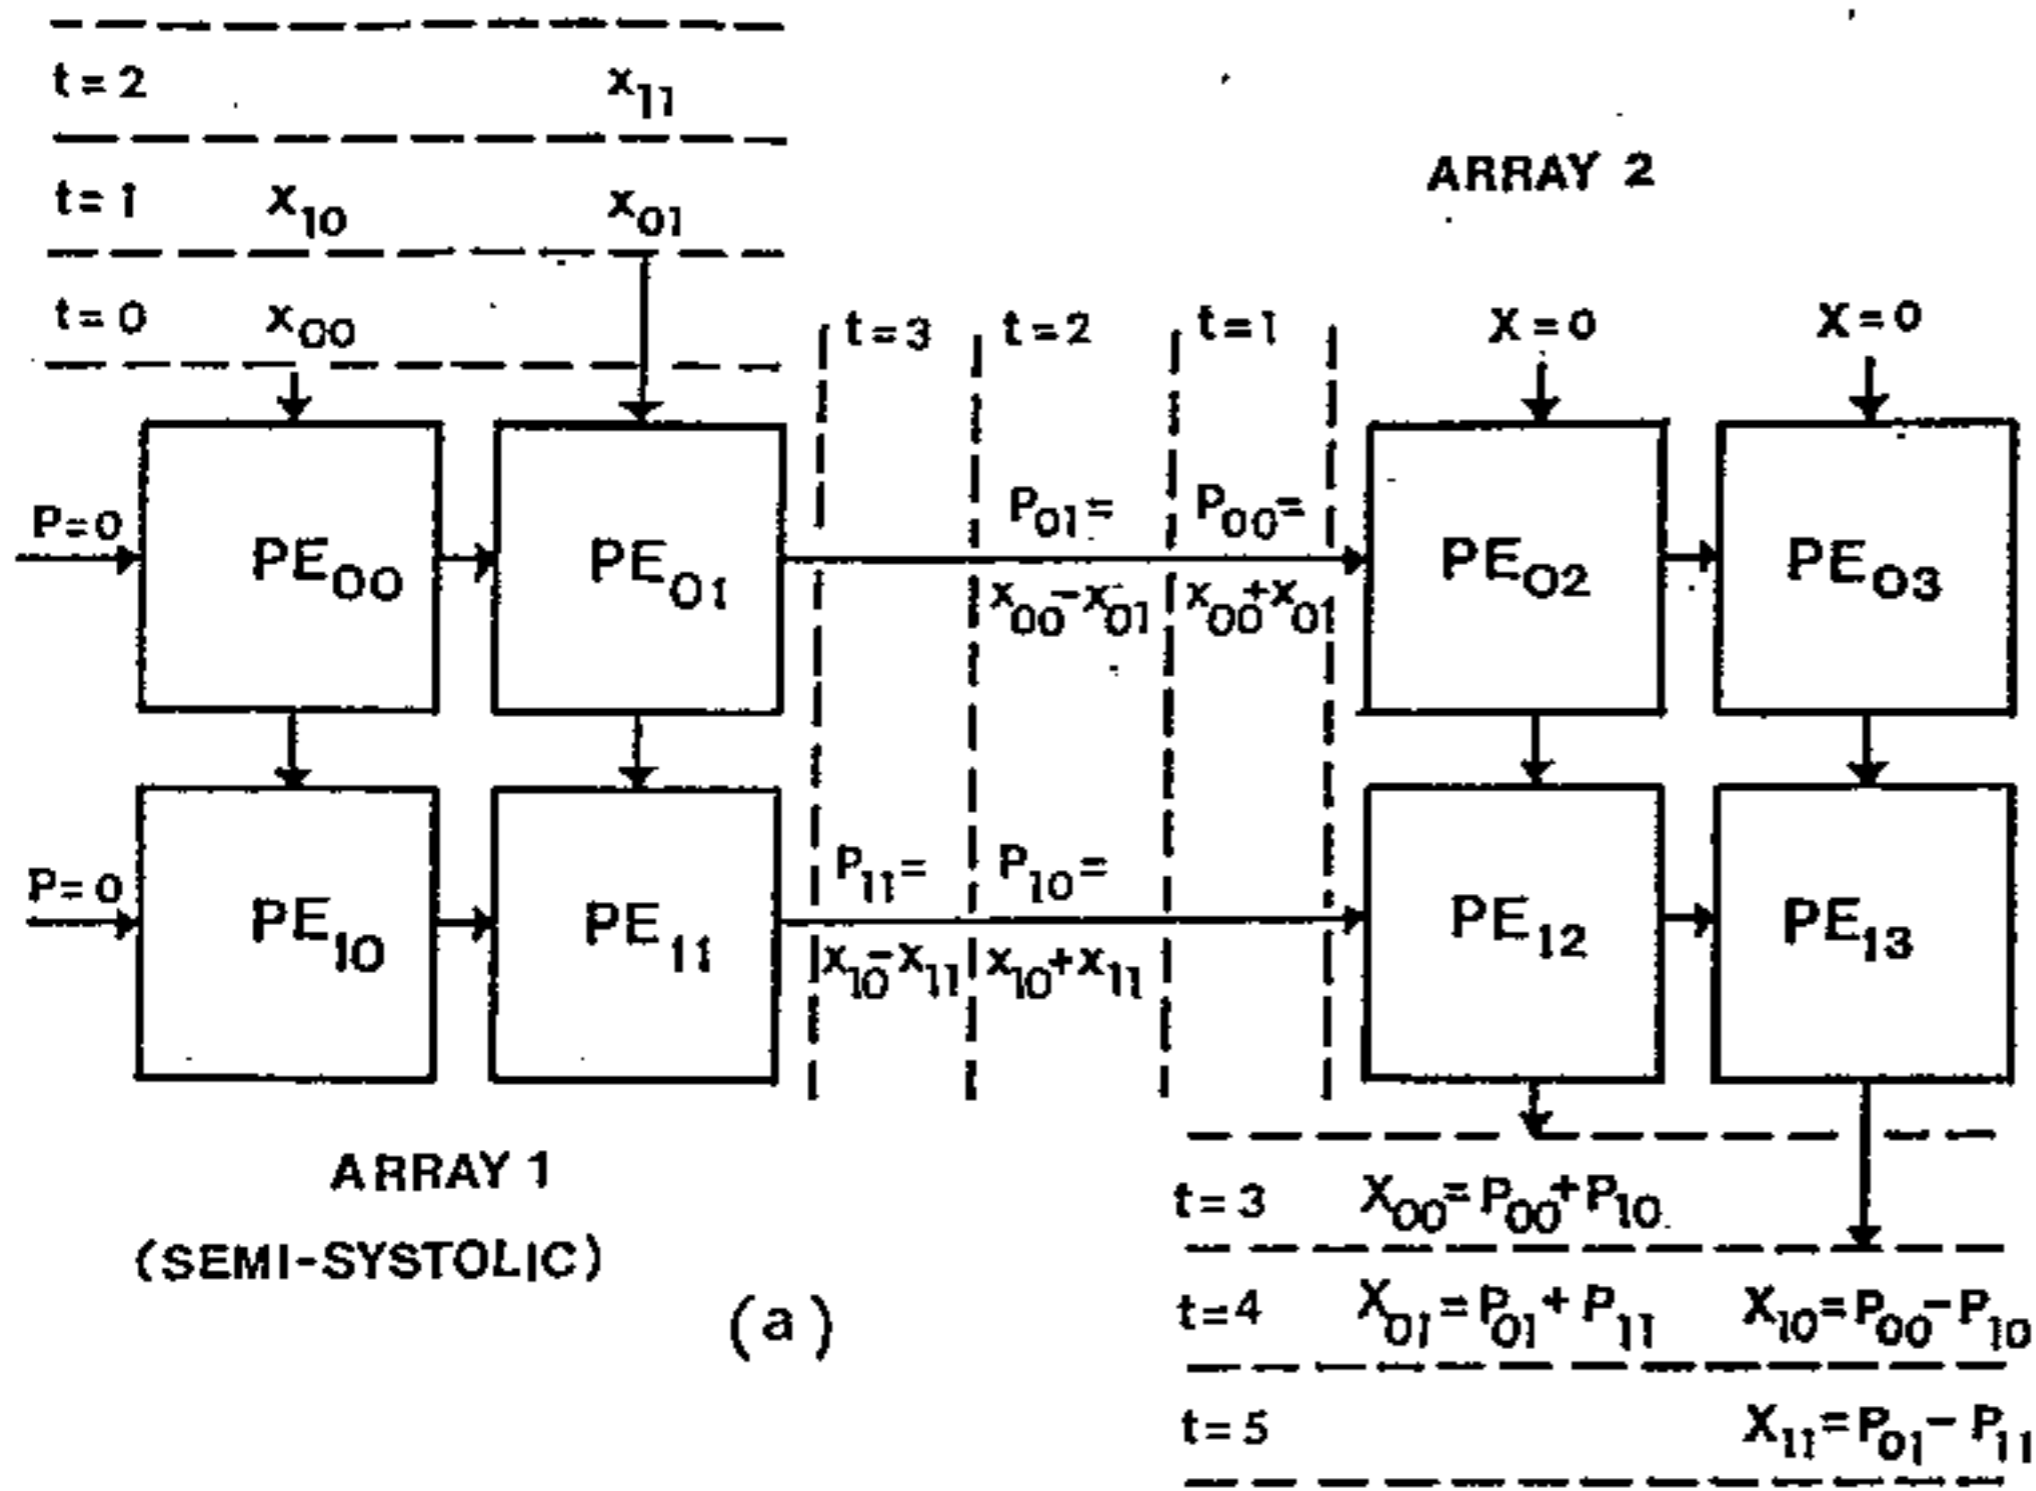 t=2 x11
t=1 x10 x01
t=0 x00
ARRAY 2
t=3 t=2 t=1
X=0 X=0
P=0
PE00 PE01
P01= P00=
x00-x01 x00+x01
PE02 PE03
P=0
PE10 PE11
P11= P10=
x10-x11 x10+x11
PE12 PE13
ARRAY 1
(SEMI-SYSTOLIC)
(a)
t=3 X00=P00+P10
t=4 X01=P01+P11 X10=P00-P10
t=5 X11=P01-P11